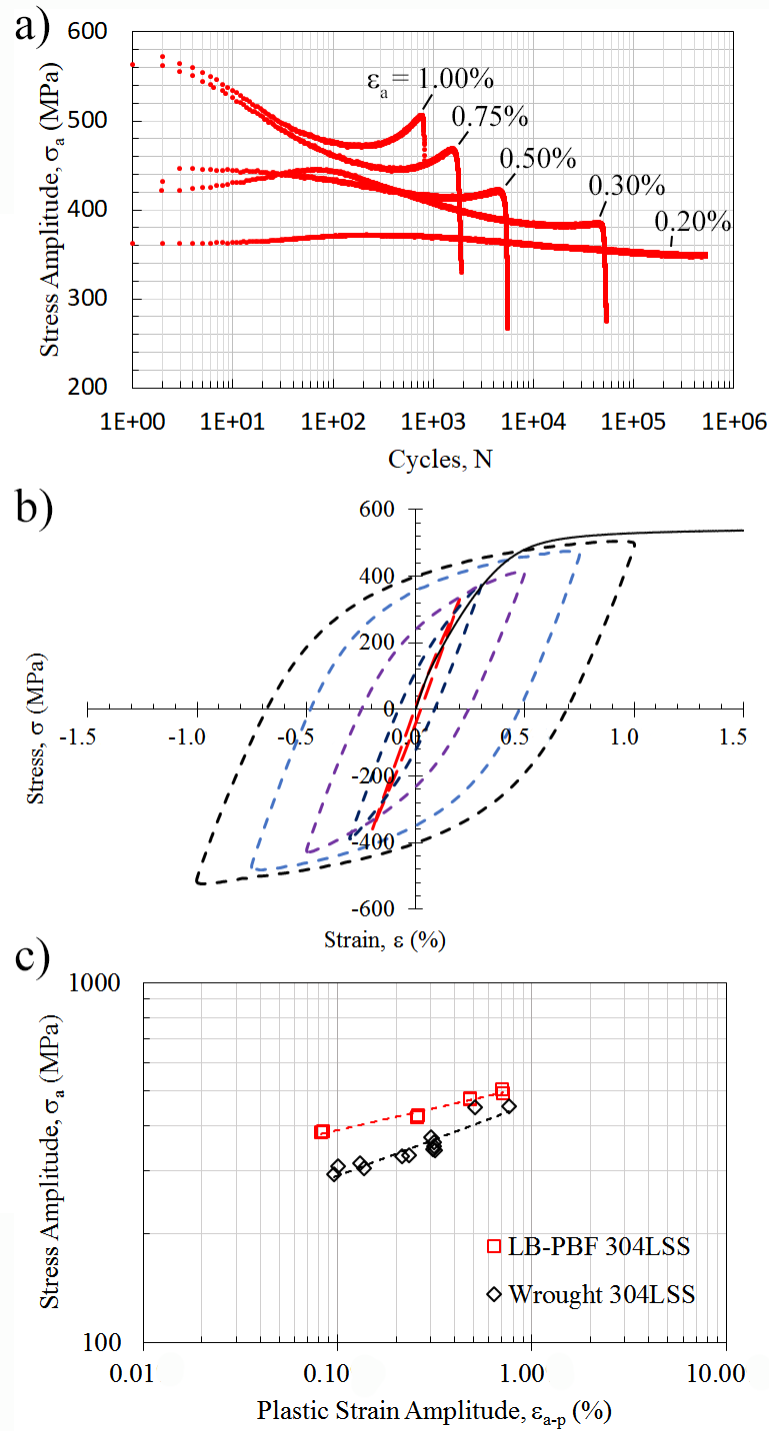 a)
600
500
400
300
200
Stress Amplitude, σa (MPa)
εa = 1.00%
0.75%
0.50%
0.30%
0.20%
1E+00 1E+01 1E+02 1E+03 1E+04 1E+05 1E+06
Cycles, N
b)
600
400
200
0
-200
-400
-600
Stress, σ (MPa)
-1.5 -1.0 -0.5 0.0 0.5 1.0 1.5
Strain, ε (%)
c)
1000
100
Stress Amplitude, σa (MPa)
LB-PBF 304LSS
Wrought 304LSS
0.01 0.10 1.00 10.00
Plastic Strain Amplitude, εa-p (%)